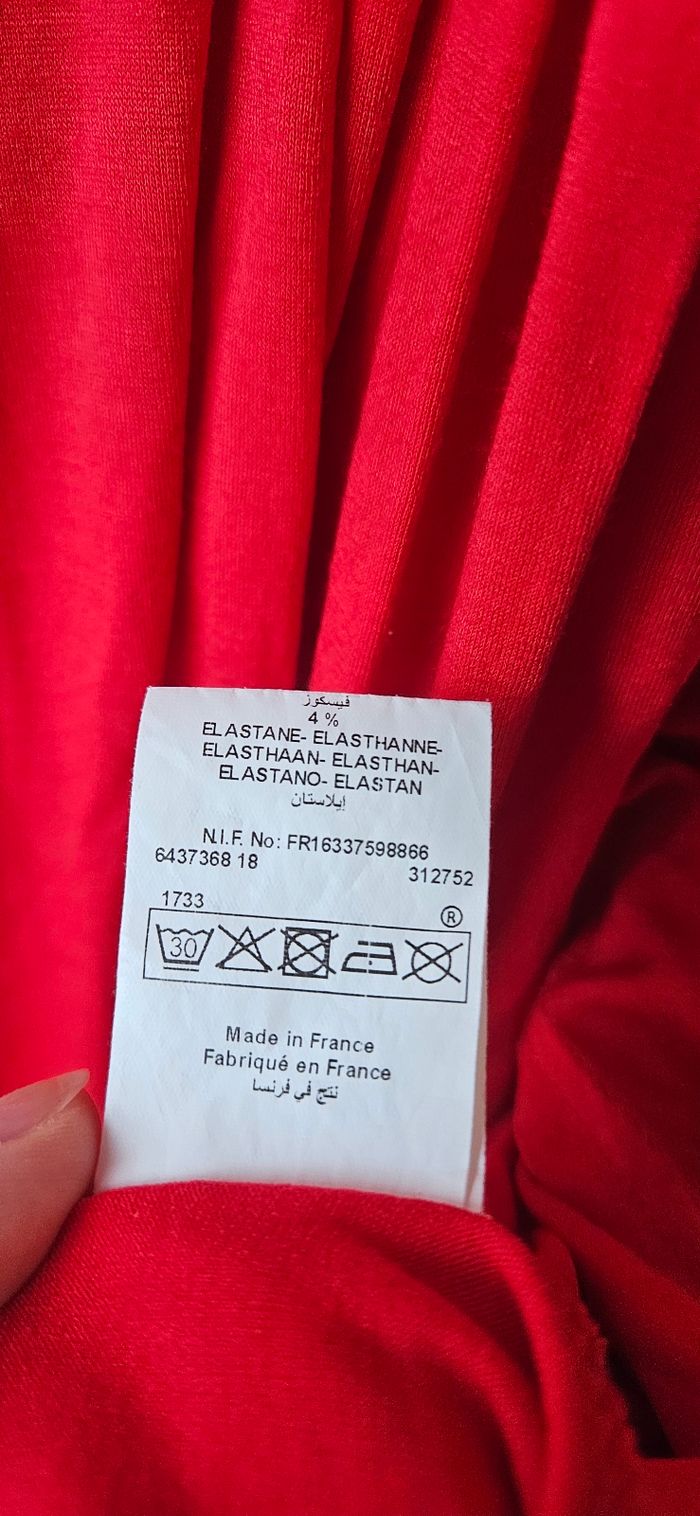 فيسكوز
4 %
ELASTANE- ELASTHANNE-
ELASTHAAN- ELASTHAN-
ELASTANO- ELASTAN
إيلاستان
N.I.F. No: FR16337598866
6437368 18 312752
1733
®
30
Made in France
Fabriqué en France
نتج في فرنسا